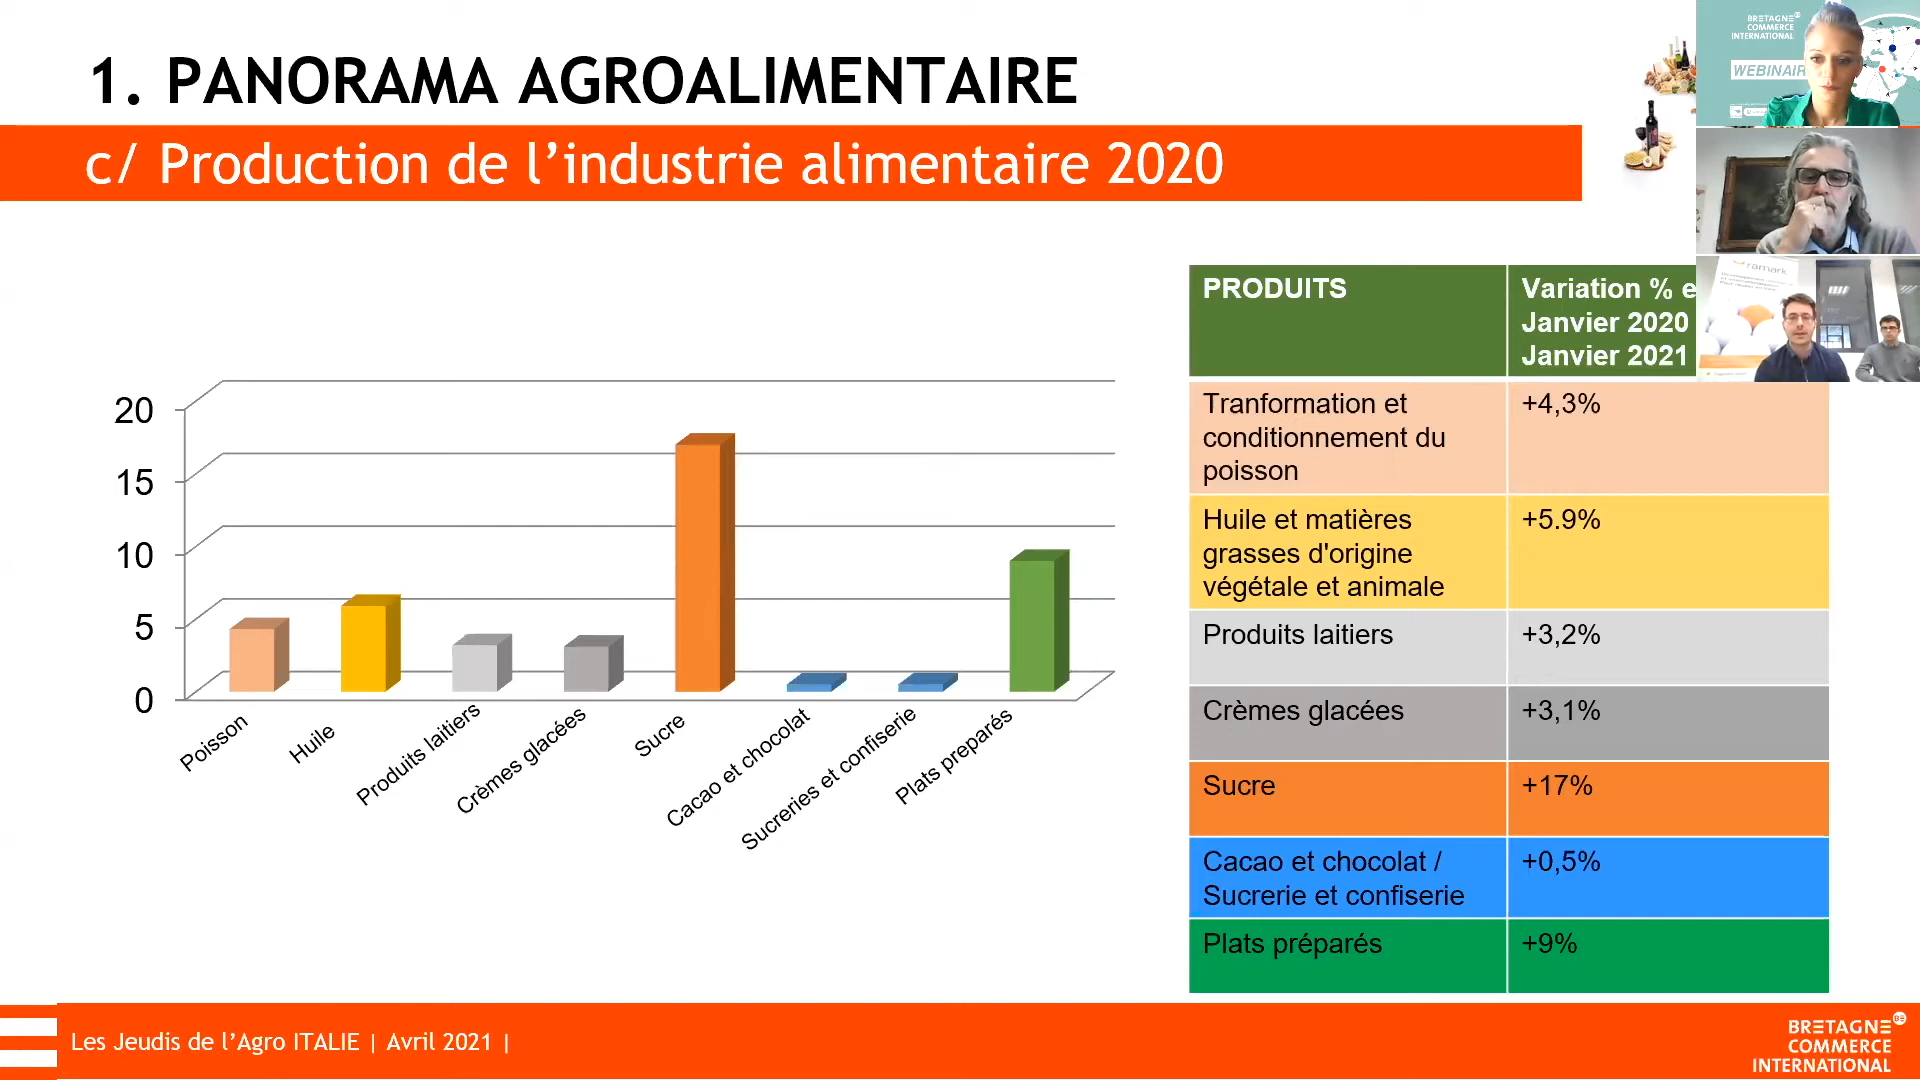 1. PANORAMA AGROALIMENTAIRE
c/ Production de l’industrie alimentaire 2020
BRETAGNE
COMMERCE
INTERNATIONAL
WEBINAIR
ramark
20
15
10
5
0
Poisson
Huile
Produits laitiers
Crèmes glacées
Sucre
Cacao et chocolat
Sucreries et confiserie
Plats preparés
PRODUITS
Variation % e
Janvier 2020
Janvier 2021
Tranformation et
conditionnement du
poisson
+4,3%
Huile et matières
grasses d'origine
végétale et animale
+5.9%
Produits laitiers
+3,2%
Crèmes glacées
+3,1%
Sucre
+17%
Cacao et chocolat /
Sucrerie et confiserie
+0,5%
Plats préparés
+9%
Les Jeudis de l’Agro ITALIE | Avril 2021 |
BRETAGNE
COMMERCE
INTERNATIONAL